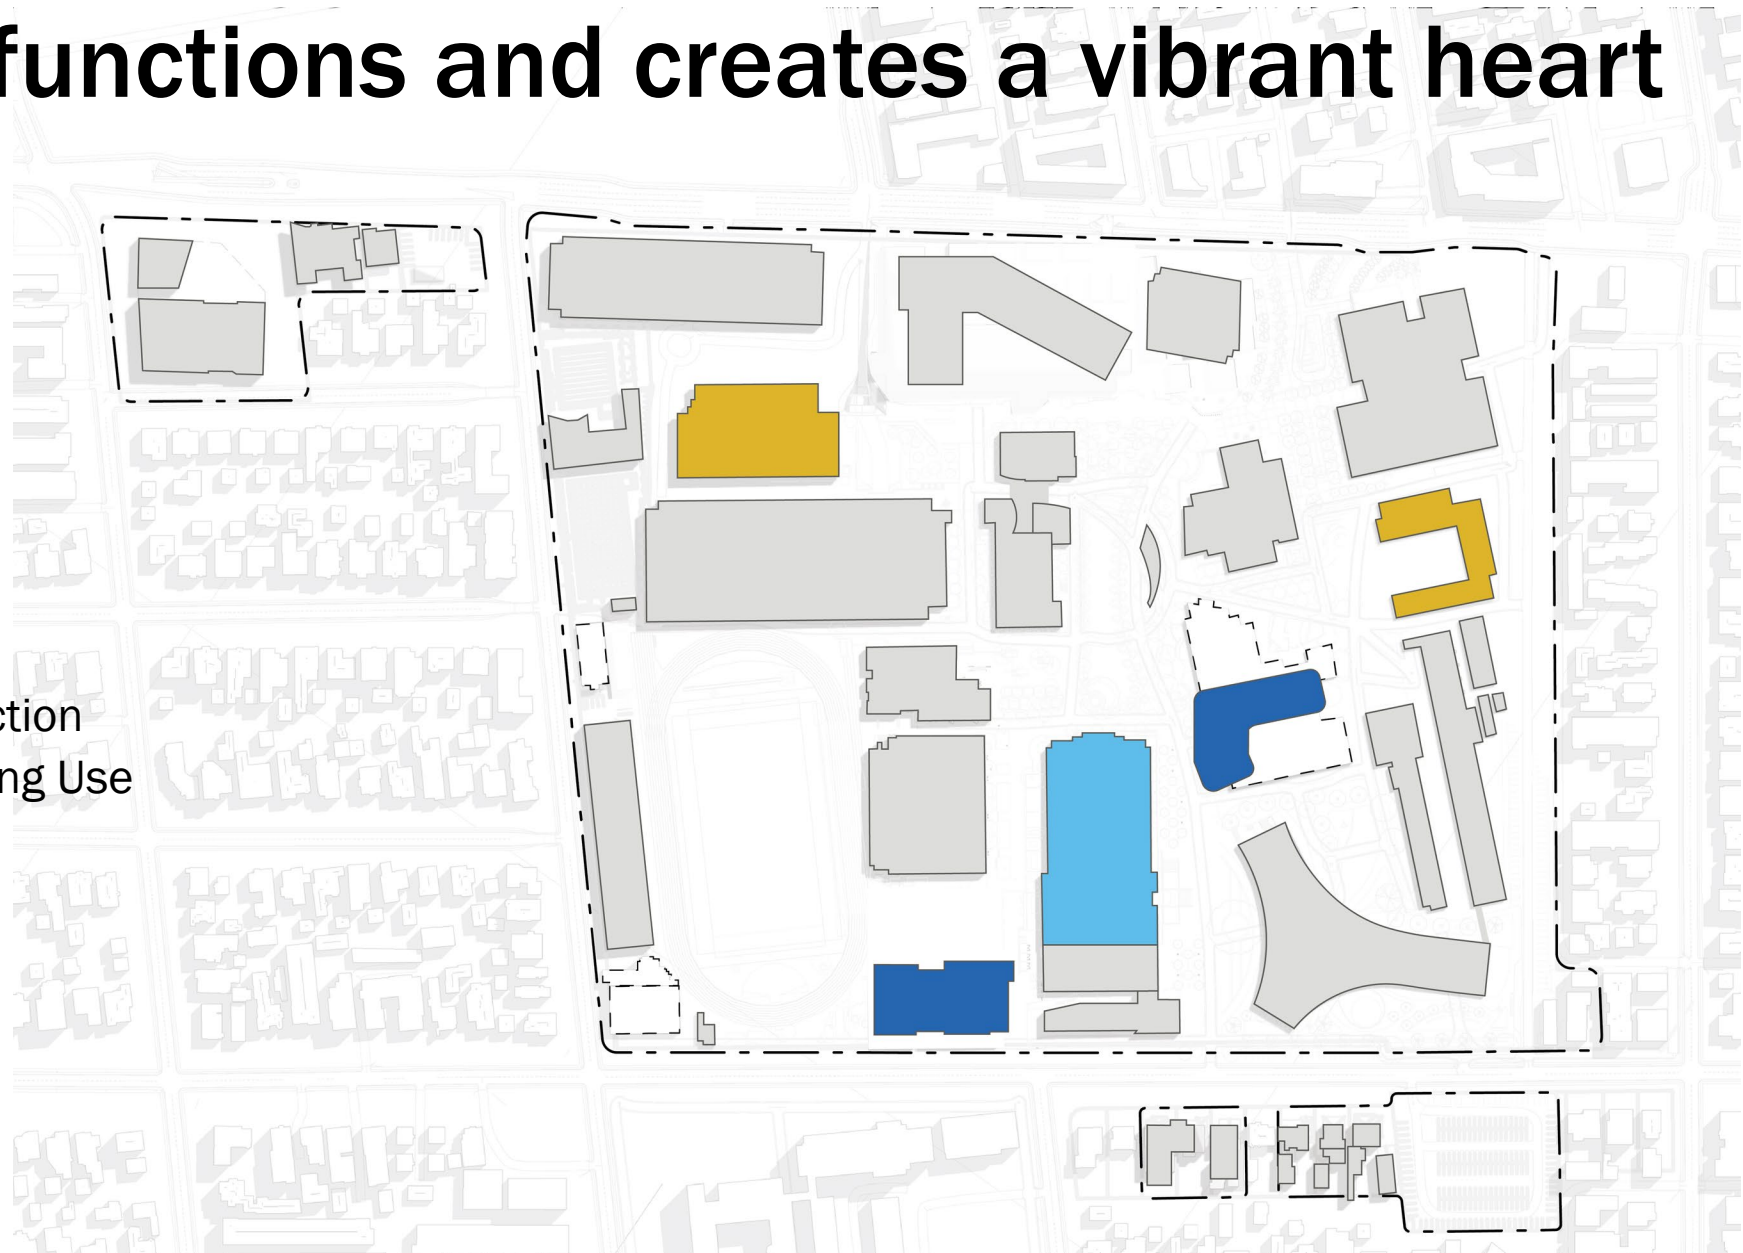 functions and creates a vibrant heart
ction
ng Use